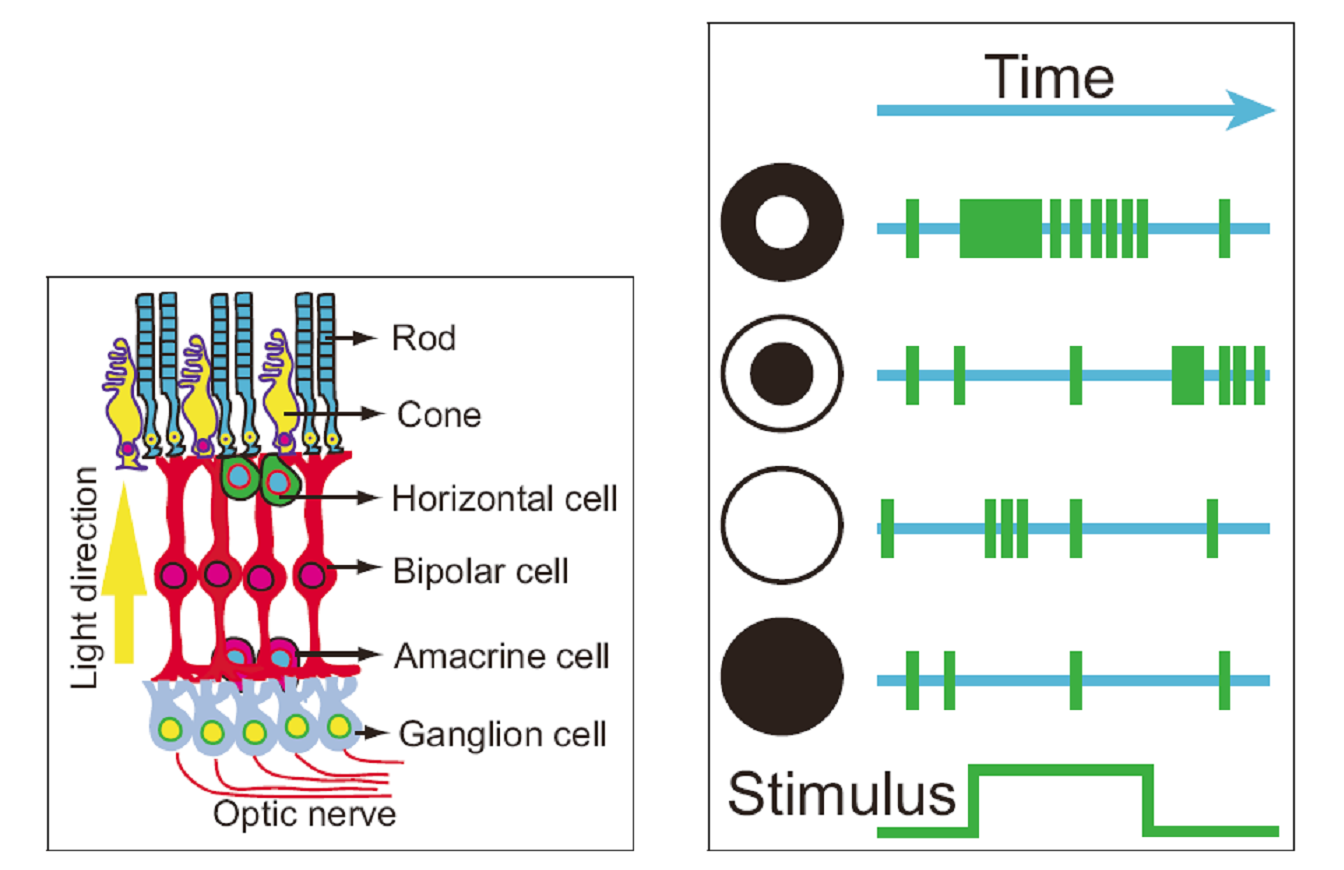 Rod
Cone
Horizontal cell
Bipolar cell
Amacrine cell
Ganglion cell
Optic nerve
Light direction
Time
Stimulus